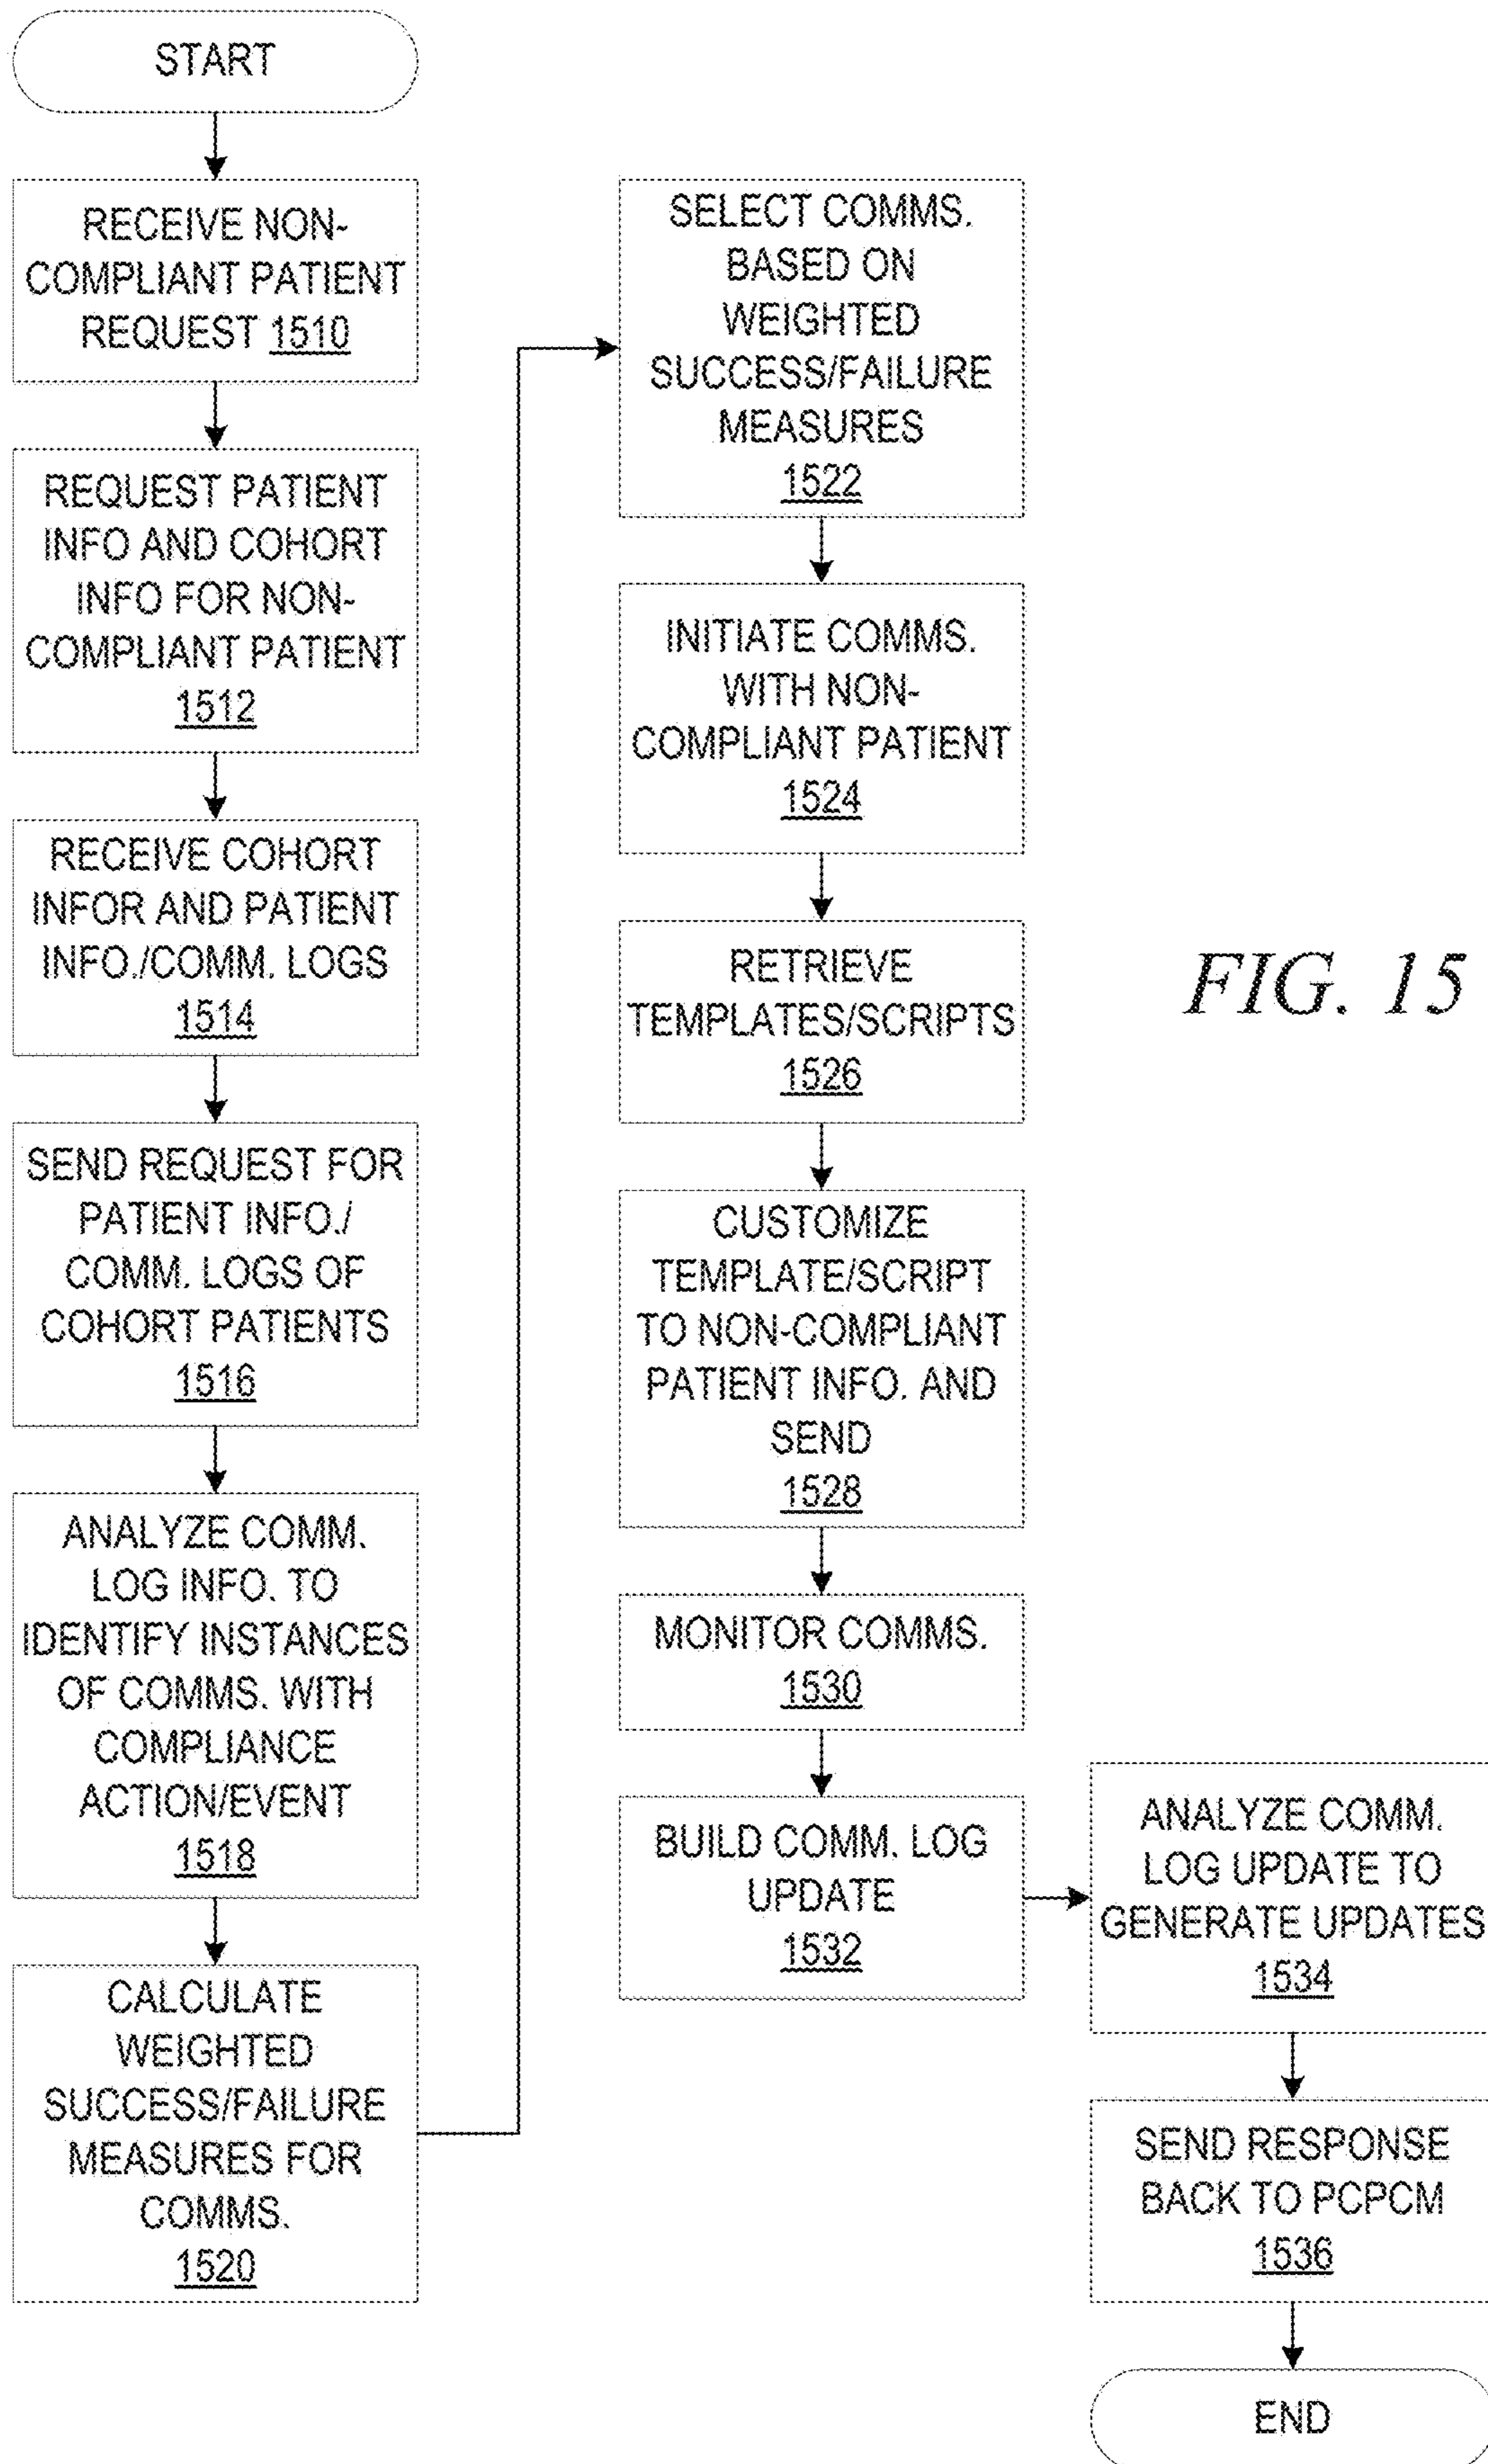 START
RECEIVE NON-
COMPLIANT PATIENT
REQUEST 1510
REQUEST PATIENT
INFO AND COHORT
INFO FOR NON-
COMPLIANT PATIENT
1512
RECEIVE COHORT
INFOR AND PATIENT
INFO./COMM. LOGS
1514
SEND REQUEST FOR
PATIENT INFO./
COMM. LOGS OF
COHORT PATIENTS
1516
ANALYZE COMM.
LOG INFO. TO
IDENTIFY INSTANCES
OF COMMS. WITH
COMPLIANCE
ACTION/EVENT
1518
CALCULATE
WEIGHTED
SUCCESS/FAILURE
MEASURES FOR
COMMS.
1520
SELECT COMMS.
BASED ON
WEIGHTED
SUCCESS/FAILURE
MEASURES
1522
INITIATE COMMS.
WITH NON-
COMPLIANT PATIENT
1524
RETRIEVE
TEMPLATES/SCRIPTS
1526
CUSTOMIZE
TEMPLATE/SCRIPT
TO NON-COMPLIANT
PATIENT INFO. AND
SEND
1528
MONITOR COMMS.
1530
BUILD COMM. LOG
UPDATE
1532
ANALYZE COMM.
LOG UPDATE TO
GENERATE UPDATES
1534
SEND RESPONSE
BACK TO PCPCM
1536
END
FIG. 15